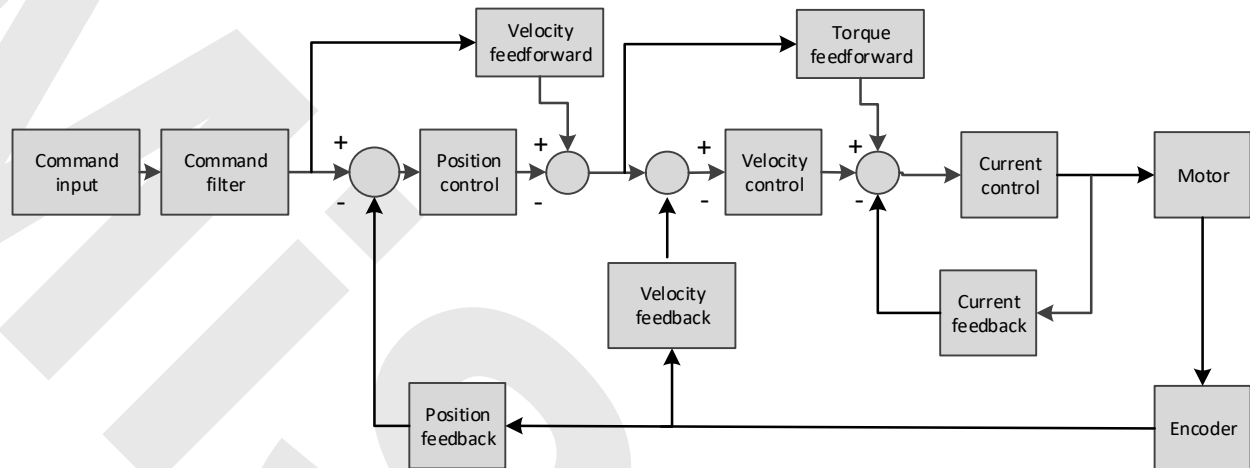 Velocity
feedforward
Torque
feedforward
Command
input
Command
filter
+
-
Position
control
+
-
+
-
Velocity
control
+
-
Current
control
Motor
Velocity
feedback
Current
feedback
Position
feedback
Encoder